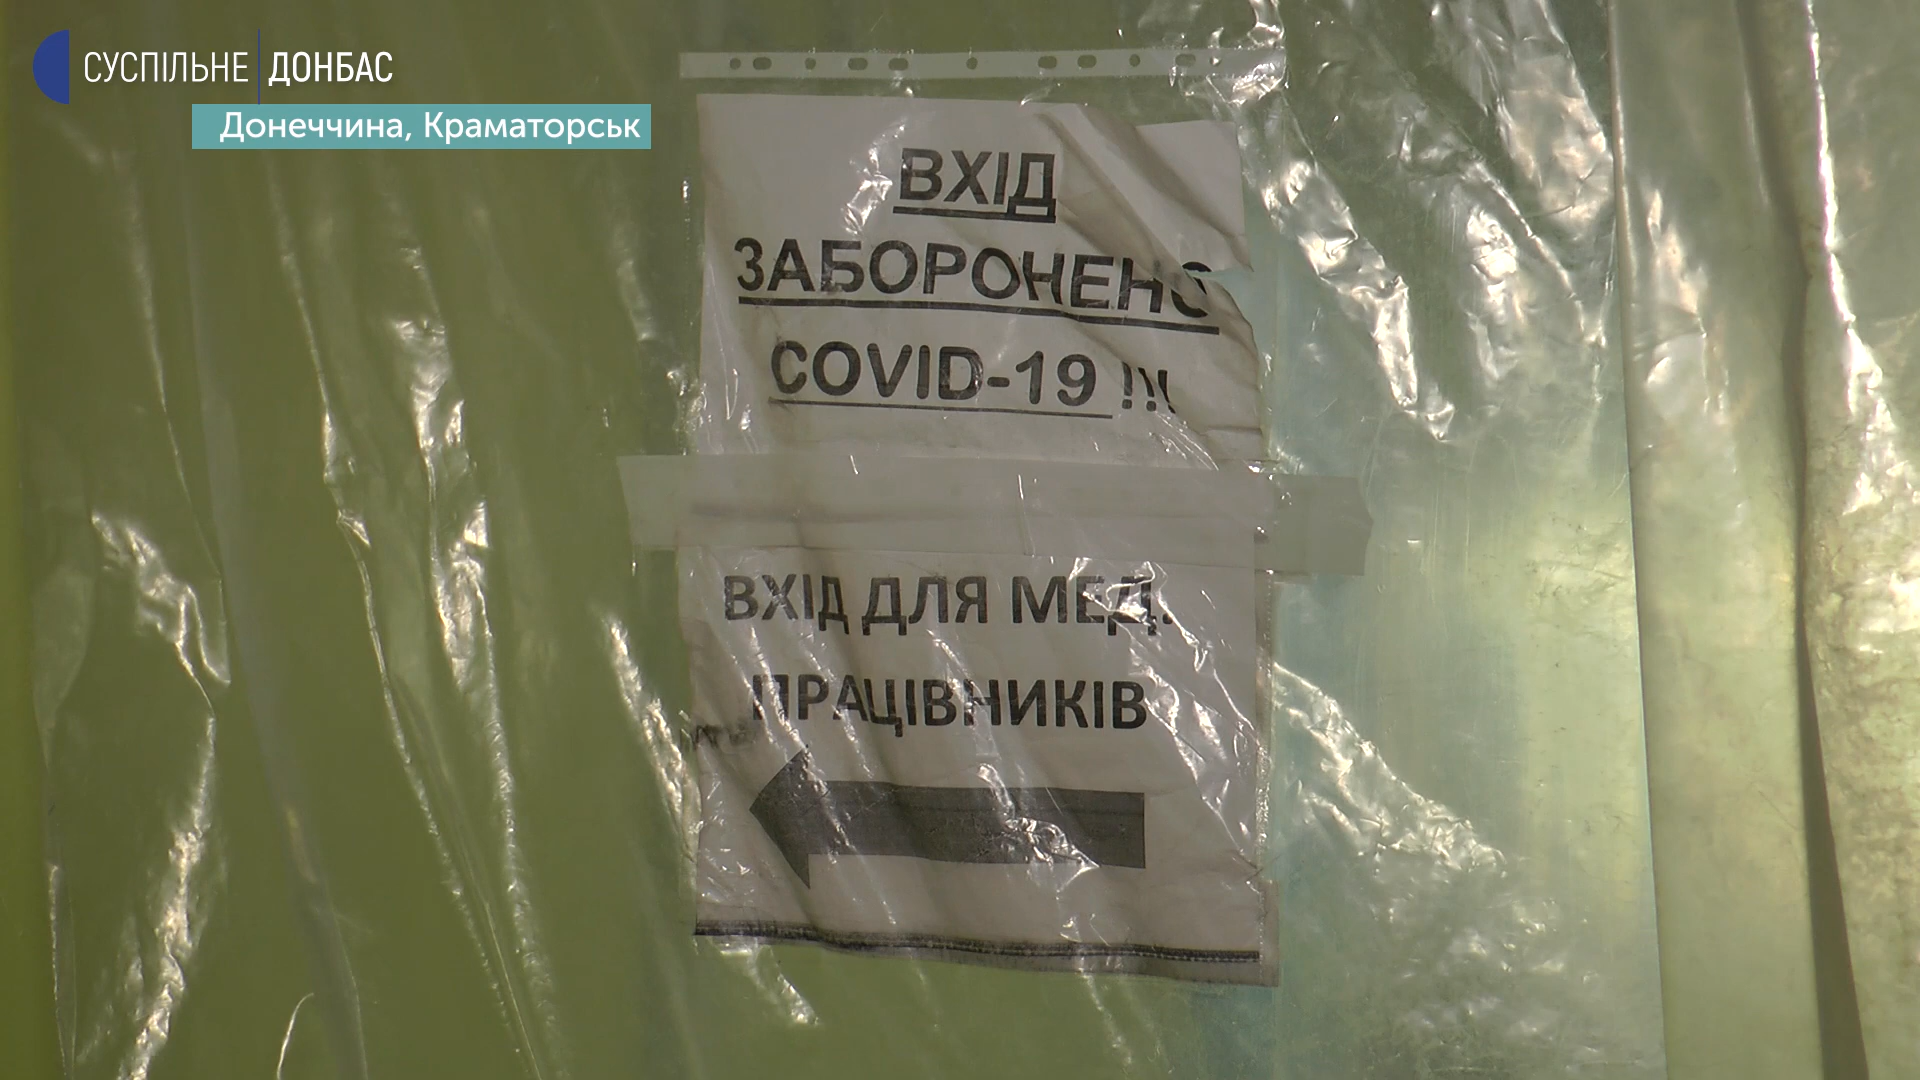 СУСПІЛЬНЕ ДОНБАС
Донеччина, Краматорськ
ВХІД
ЗАБОРОНЕНО
COVID-19 !!!
ВХІД ДЛЯ МЕД.
ПРАЦІВНИКІВ